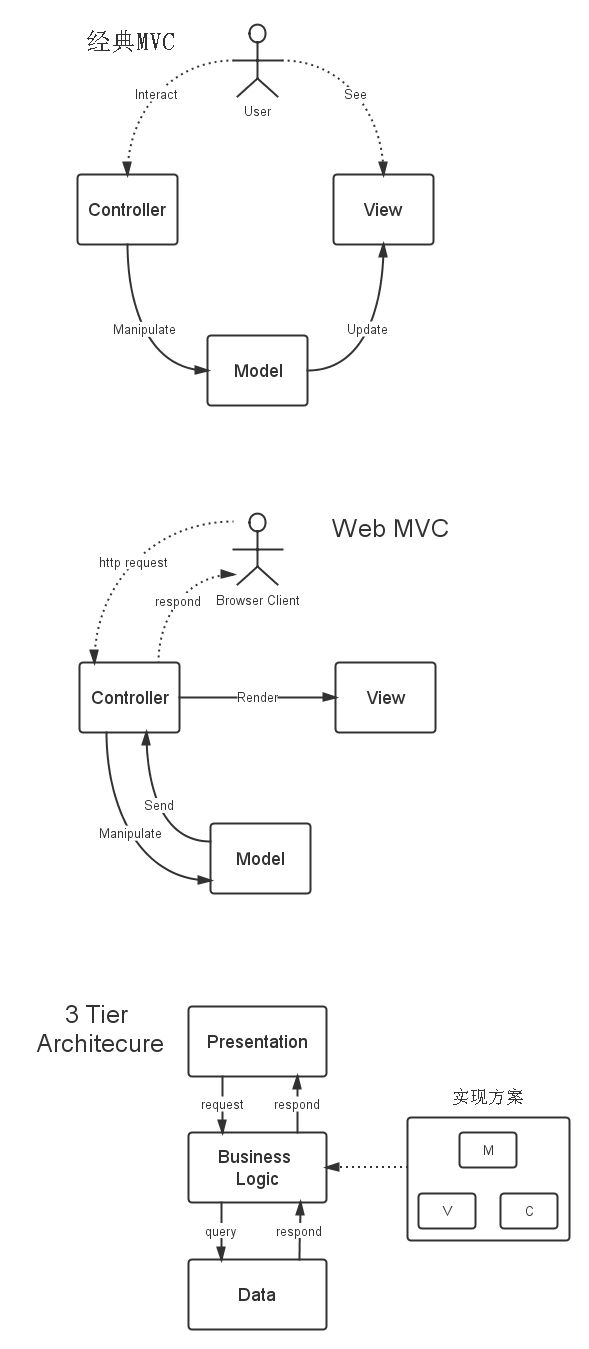 经典MVC
Interact
See
User
Controller
View
Manipulate
Update
Model
Web MVC
http request
respond
Browser Client
Controller
Render
View
Send
Manipulate
Model
3 Tier
Architecure
Presentation
request
respond
实现方案
Business
Logic
M
V
C
query
respond
Data